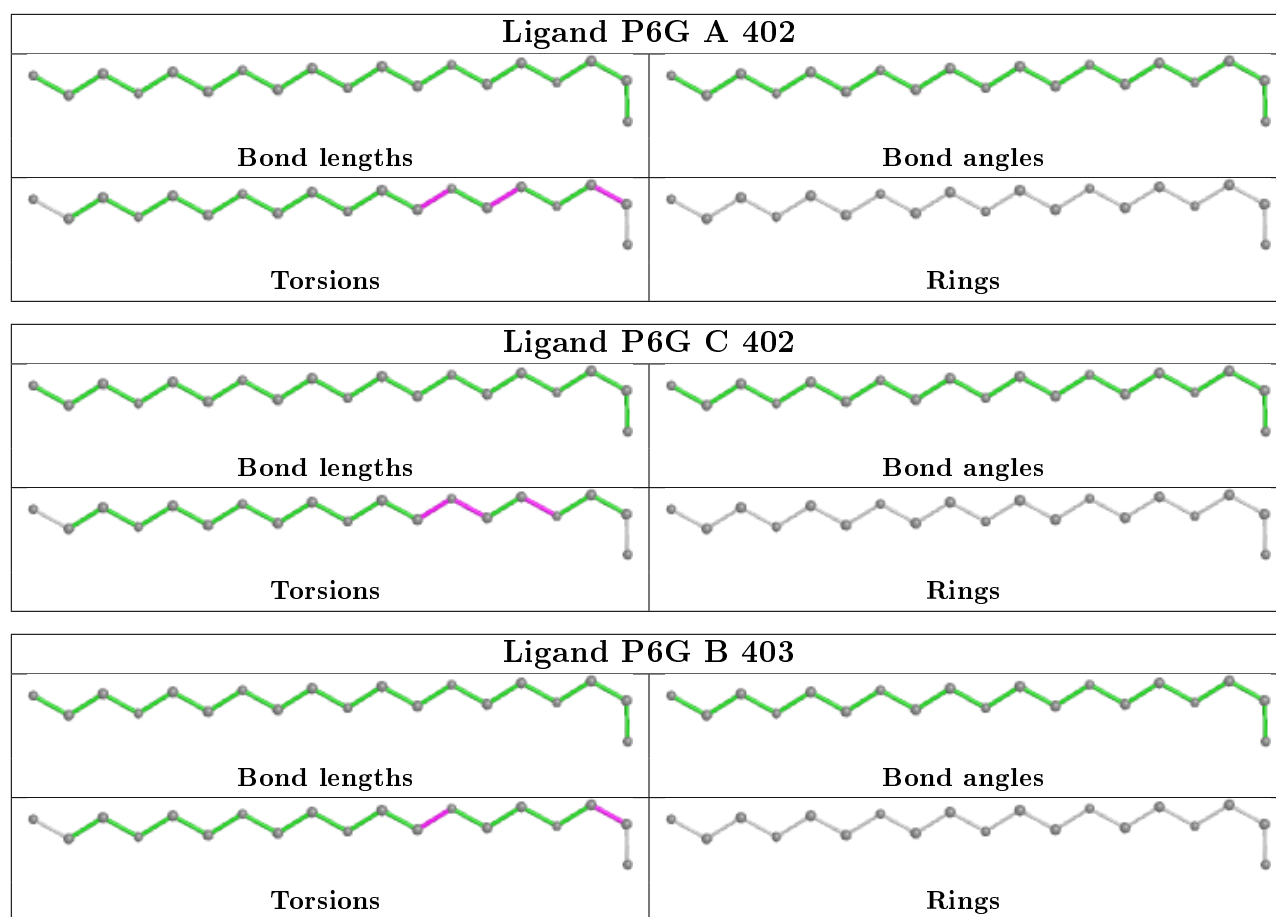 Ligand P6G A 402
Bond lengths
Bond angles
Torsions
Rings
Ligand P6G C 402
Bond lengths
Bond angles
Torsions
Rings
Ligand P6G B 403
Bond lengths
Bond angles
Torsions
Rings